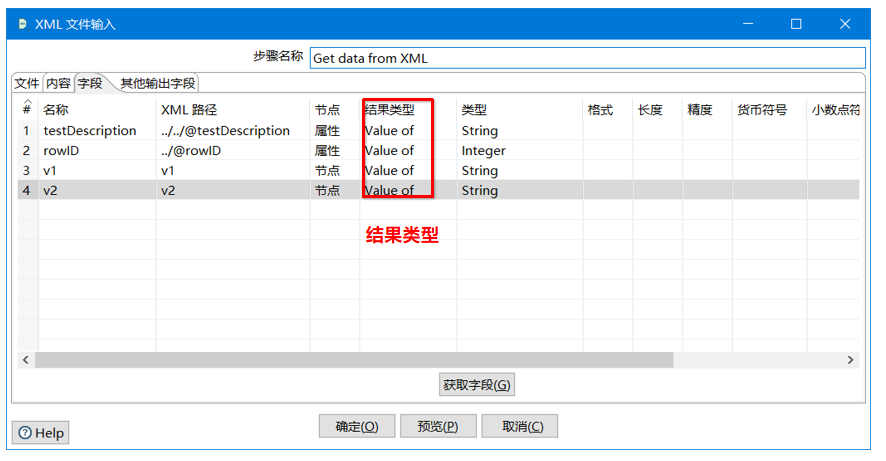 XML 文件输入
步骤名称 Get data from XML
文件 内容 字段 其他输出字段
# 名称 XML 路径 节点 结果类型 类型 格式 长度 精度 货币符号 小数点符
1 testDescription ../../@testDescription 属性 Value of String
2 rowID ../@rowID 属性 Value of Integer
3 v1 v1 节点 Value of String
4 v2 v2 节点 Value of String
结果类型
获取字段(G)
确定(O) 预览(P) 取消(C)
Help